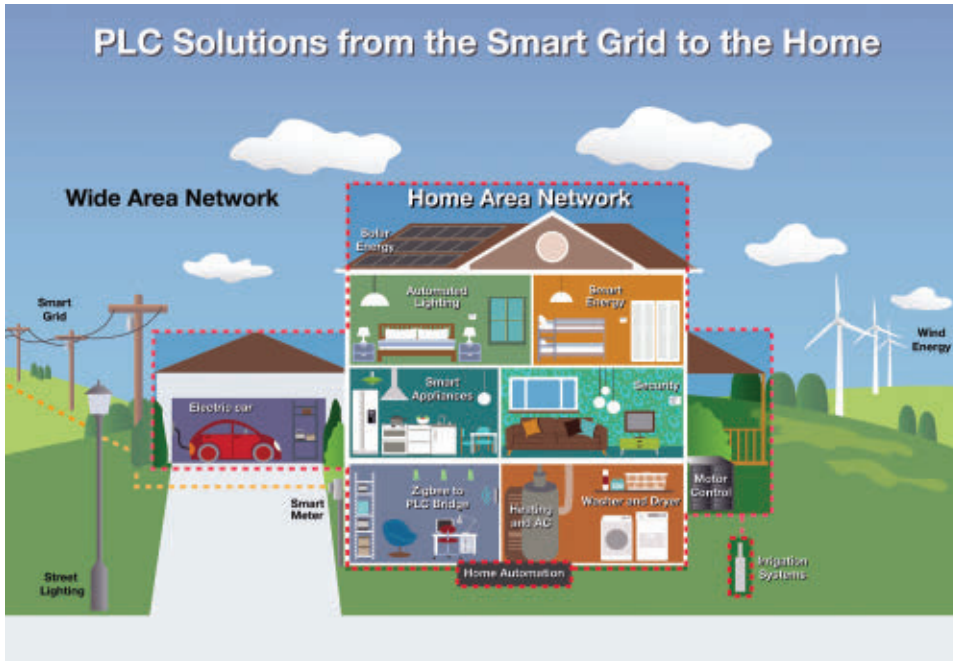 PLC Solutions from the Smart Grid to the Home
Wide Area Network
Home Area Network
Solar
Energy
Automated
Lighting
Smart
Energy
Smart
Grid
Wind
Energy
Electric car
Smart
Appliances
Security
Smart
Meter
Zigbee to
PLC Bridge
Heating
and AC
Washer and Dryer
Motor
Control
Home Automation
Street
Lighting
Irrigation
Systems